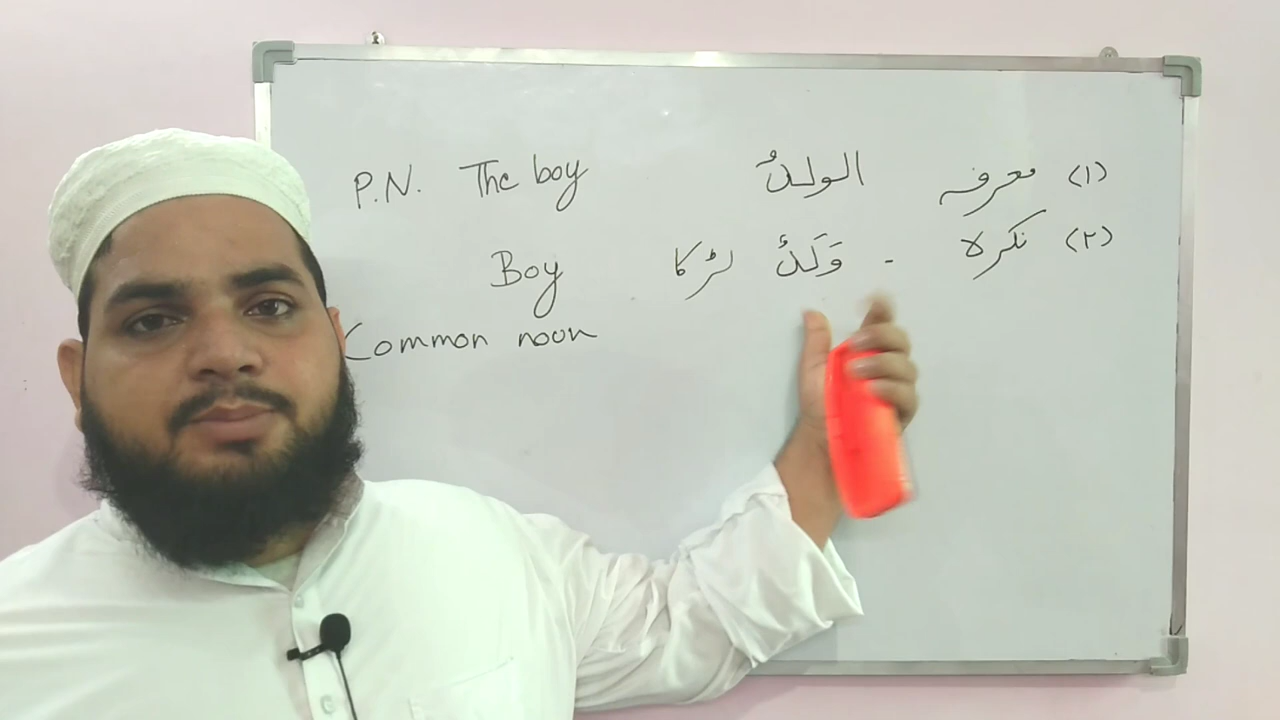 (۱) معرفہ الولدُ P.N. The boy
(۲) نکرہ - وَلَدٌ لڑکا Boy
Common noun